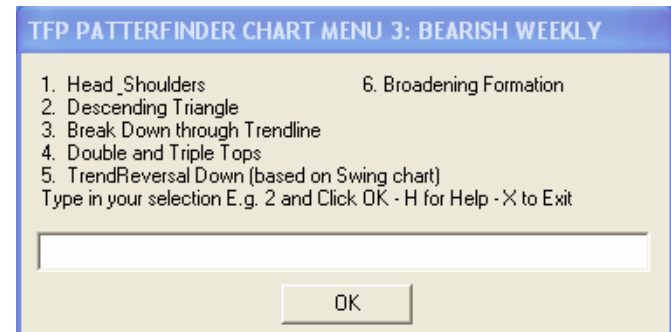 TFP PATTERFINDER CHART MENU 3: BEARISH WEEKLY
1. Head_Shoulders 6. Broadening Formation
2. Descending Triangle
3. Break Down through Trendline
4. Double and Triple Tops
5. TrendReversal Down (based on Swing chart)
Type in your selection E.g. 2 and Click OK - H for Help - X to Exit
OK